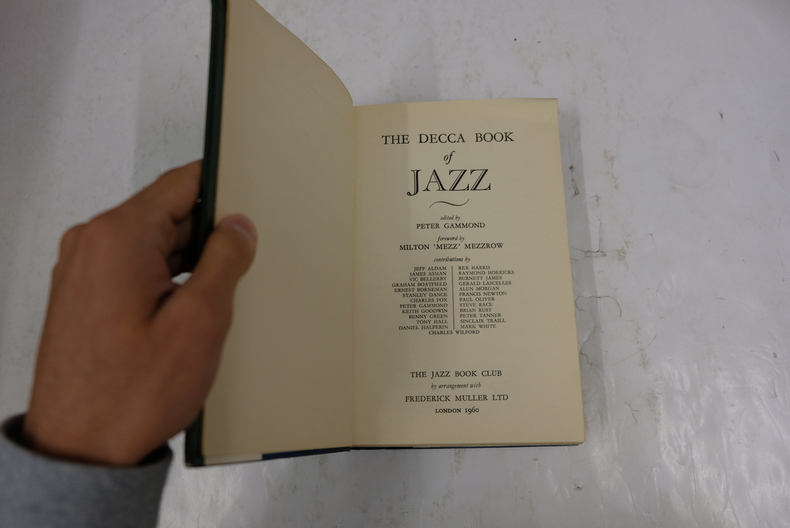 THE DECCA BOOK
of
JAZZ
edited by
PETER GAMMOND
foreword by
MILTON 'MEZZ' MEZZROW
contributions by
JEFF ALDAM
JAMES ASMAN
VIC BELLERBY
GRAHAM BOATFIELD
ERNEST BORNEMAN
STANLEY DANCE
CHARLES FOX
PETER GAMMOND
KEITH GOODWIN
BENNY GREEN
TONY HALL
DANIEL HALPERIN
REX HARRIS
RAYMOND HORRICKS
BURNETT JAMES
GERALD LASCELLES
ALUN MORGAN
FRANCIS NEWTON
PAUL OLIVER
STEVE RACE
BRIAN RUST
PETER TANNER
SINCLAIR TRAILL
MARK WHITE
CHARLES WILFORD
THE JAZZ BOOK CLUB
by arrangement with
FREDERICK MULLER LTD
LONDON 1960